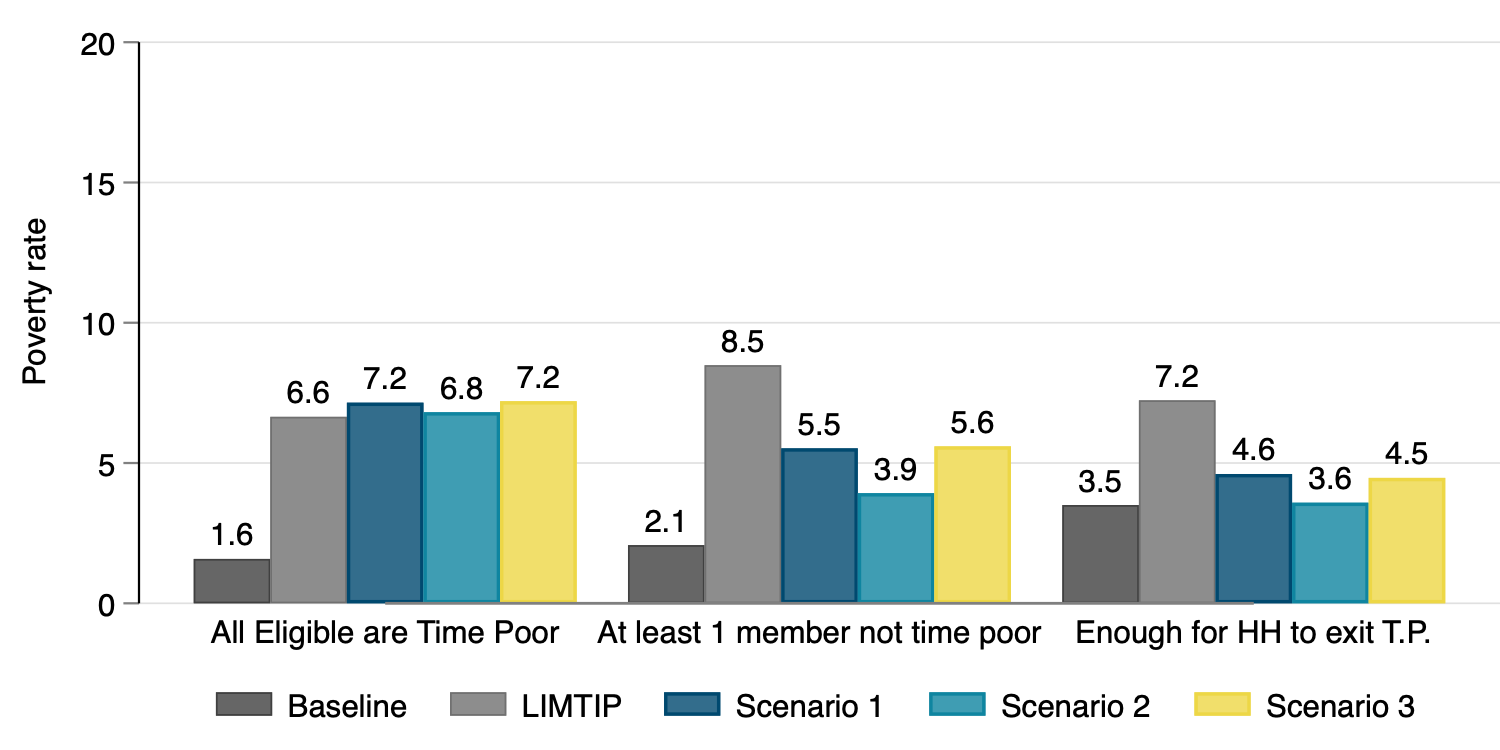 Poverty rate
20
15
10
5
0
1.6
6.6
7.2
6.8
7.2
2.1
8.5
5.5
3.9
5.6
3.5
7.2
4.6
3.6
4.5
All Eligible are Time Poor
At least 1 member not time poor
Enough for HH to exit T.P.
Baseline
LIMTIP
Scenario 1
Scenario 2
Scenario 3